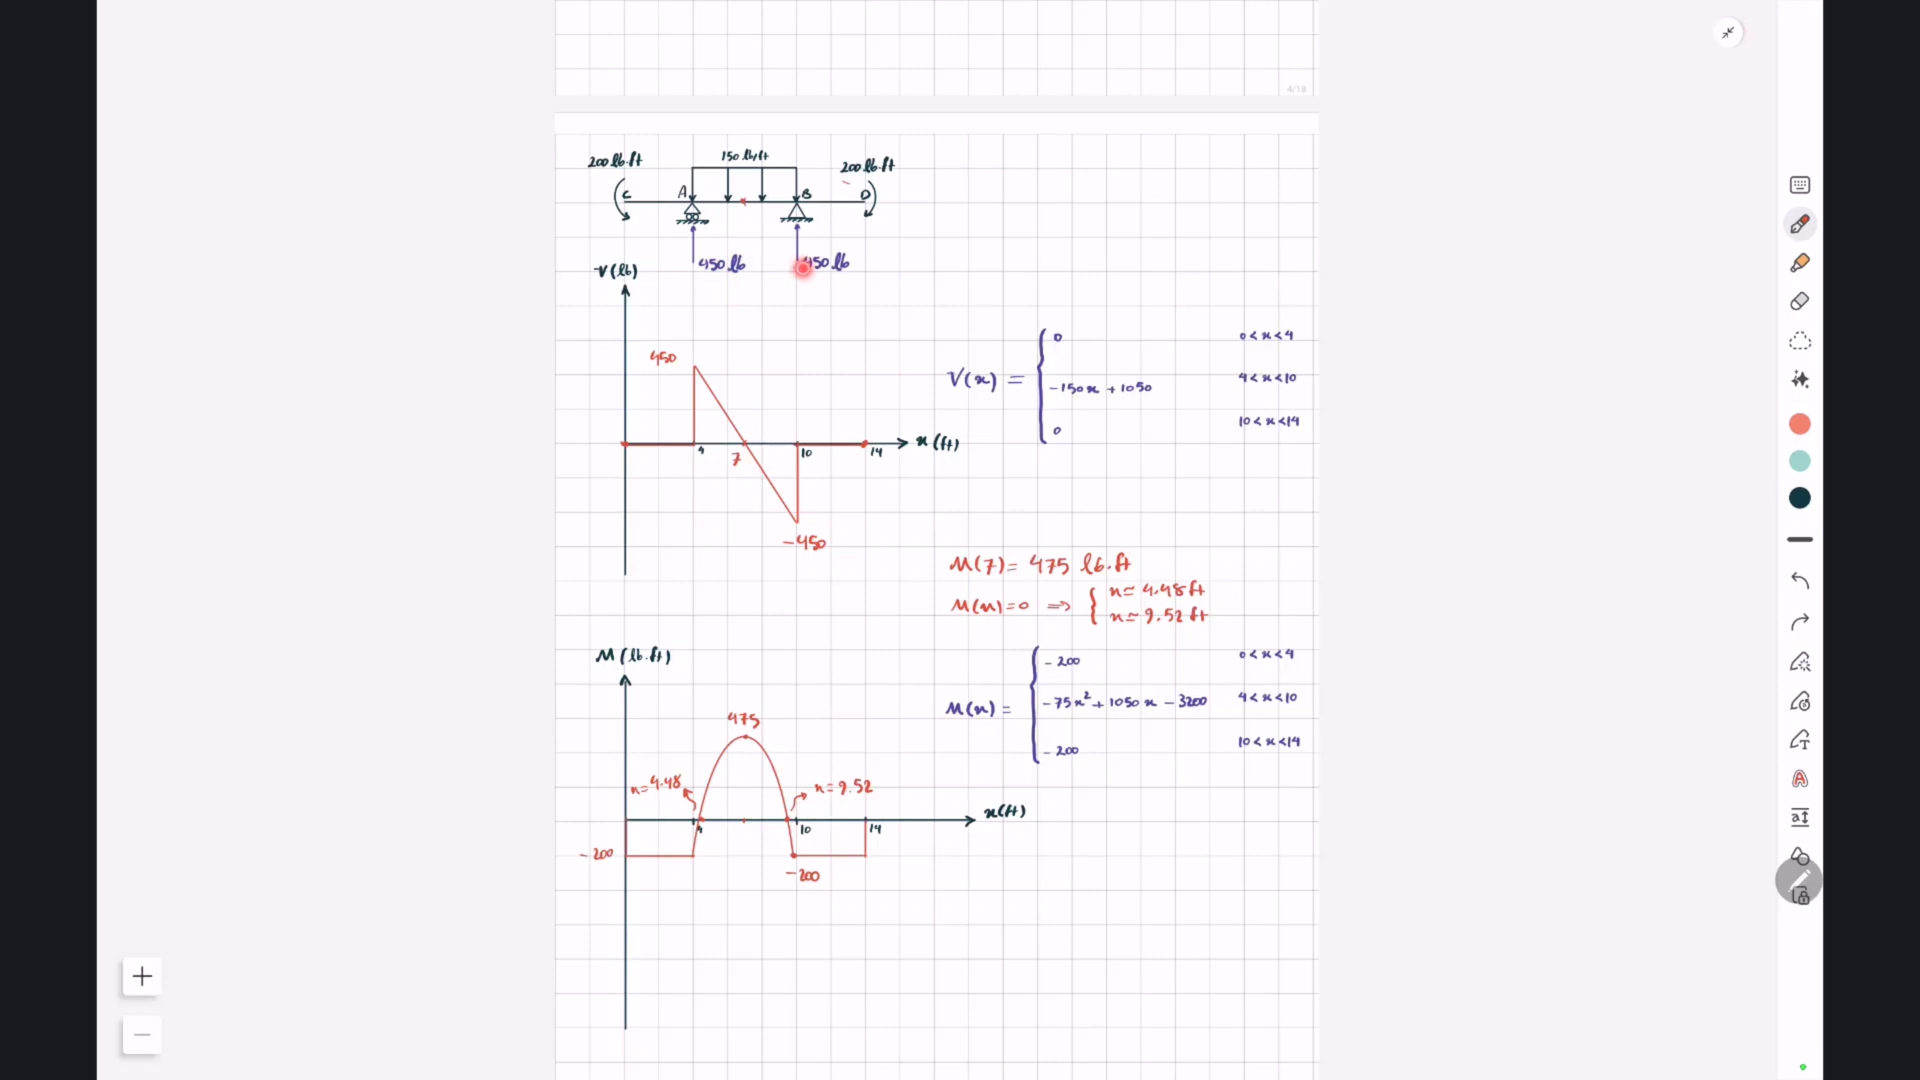 4/18
200 lb.ft
150 lb/ft
200 lb.ft
C
A
B
D
450 lb
450 lb
V (lb)
450
4
7
10
14
x (ft)
-450
V(x) =
0
0 < x < 4
-150x + 1050
4 < x < 10
0
10 < x < 14
M(7) = 475 lb.ft
M(x) = 0 ⇒
x ≃ 4.48 ft
x ≃ 9.52 ft
M (lb.ft)
475
x = 4.48
x = 9.52
4
10
14
x (ft)
-200
-200
M(x) =
-200
0 < x < 4
-75x² + 1050x - 3200
4 < x < 10
-200
10 < x < 14